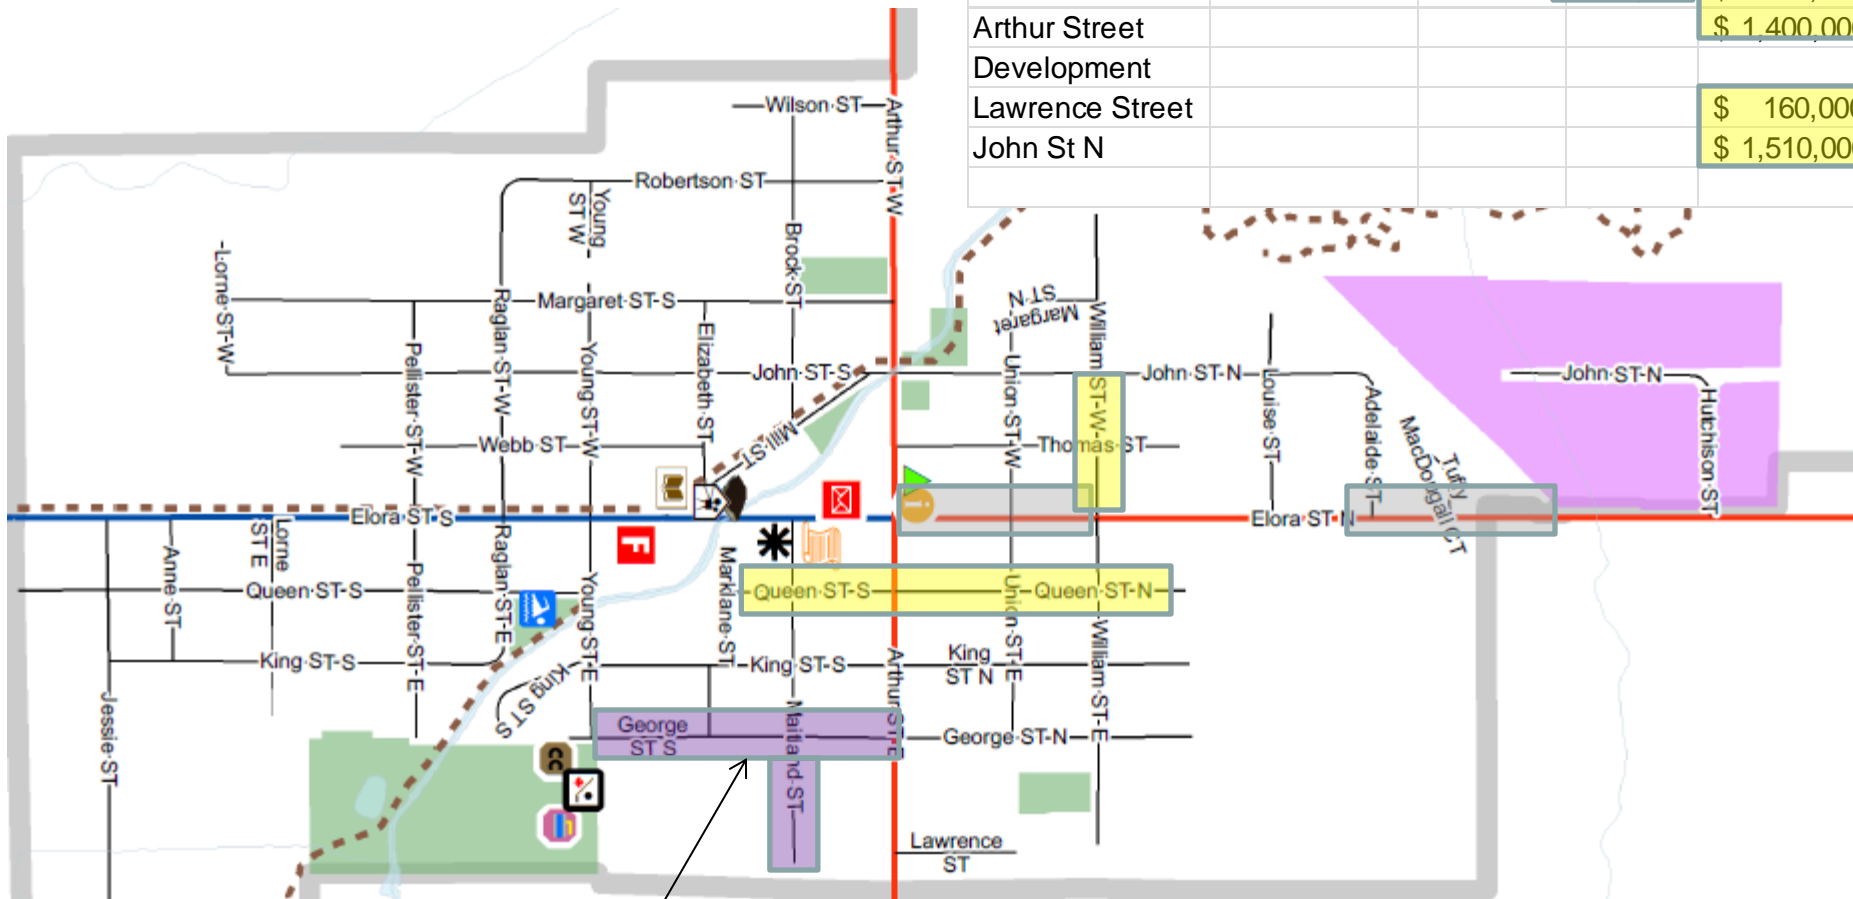 Arthur Street $ 1,400,00
Development
Lawrence Street $ 160,00
John St N $ 1,510,00
Wilson ST
Arthur ST W
Robertson ST
Young
ST W
Brock ST
Lorne ST W
Raglan ST W
Margaret ST S
Margaret
ST N
William ST W
Elizabeth ST
Pellister ST W
Young ST W
John ST S
Union ST W
John ST N
Louise ST
John ST N
Adelaide ST
Hutchison ST
Mill ST
Webb ST
Thomas ST
Tuffy
MacDougall CT
i
Elora ST S
Elora ST N
F
Lorne
ST E
Anne ST
Raglan ST E
Pellister ST E
Young ST E
Marklane ST
Queen ST S
Queen ST S
Queen ST N
Union ST E
William ST E
King ST S
King ST S
King ST S
King
ST N
Arthur ST E
Jessie ST
George
ST S
Maitland ST
George ST N
CC
Lawrence
ST